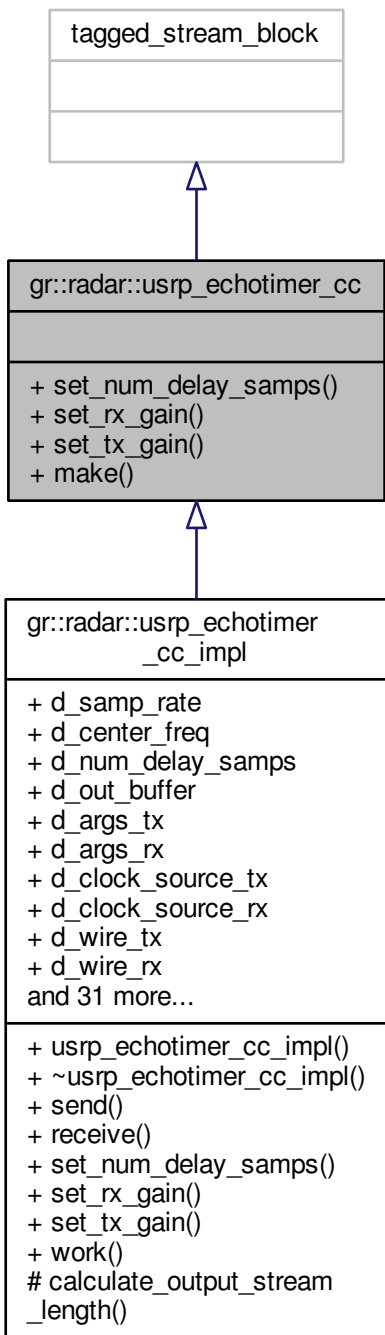 tagged_stream_block
gr::radar::usrp_echotimer_cc
+ set_num_delay_samps()
+ set_rx_gain()
+ set_tx_gain()
+ make()
gr::radar::usrp_echotimer
_cc_impl
+ d_samp_rate
+ d_center_freq
+ d_num_delay_samps
+ d_out_buffer
+ d_args_tx
+ d_args_rx
+ d_clock_source_tx
+ d_clock_source_rx
+ d_wire_tx
+ d_wire_rx
and 31 more...
+ usrp_echotimer_cc_impl()
+ ~usrp_echotimer_cc_impl()
+ send()
+ receive()
+ set_num_delay_samps()
+ set_rx_gain()
+ set_tx_gain()
+ work()
# calculate_output_stream
_length()